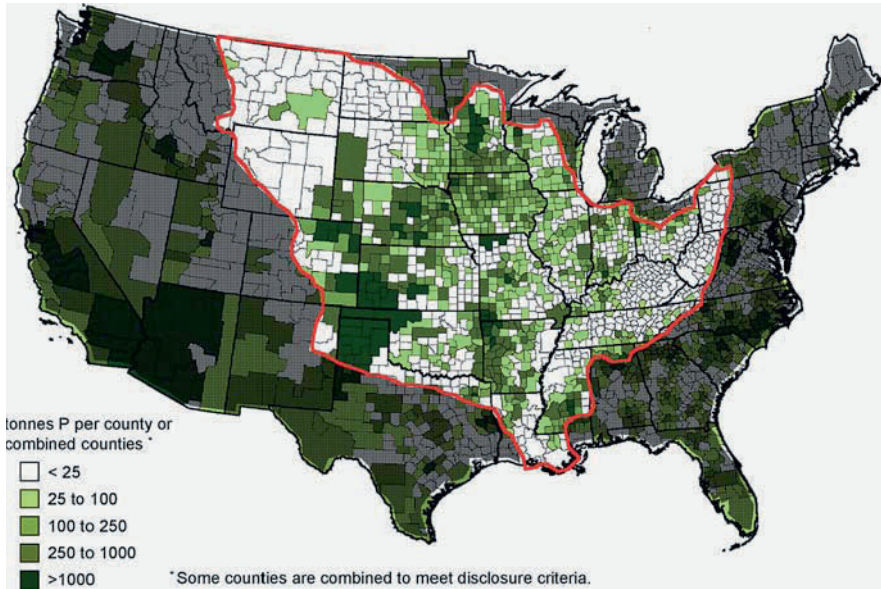 tonnes P per county or
combined counties *
< 25
25 to 100
100 to 250
250 to 1000
>1000
*Some counties are combined to meet disclosure criteria.